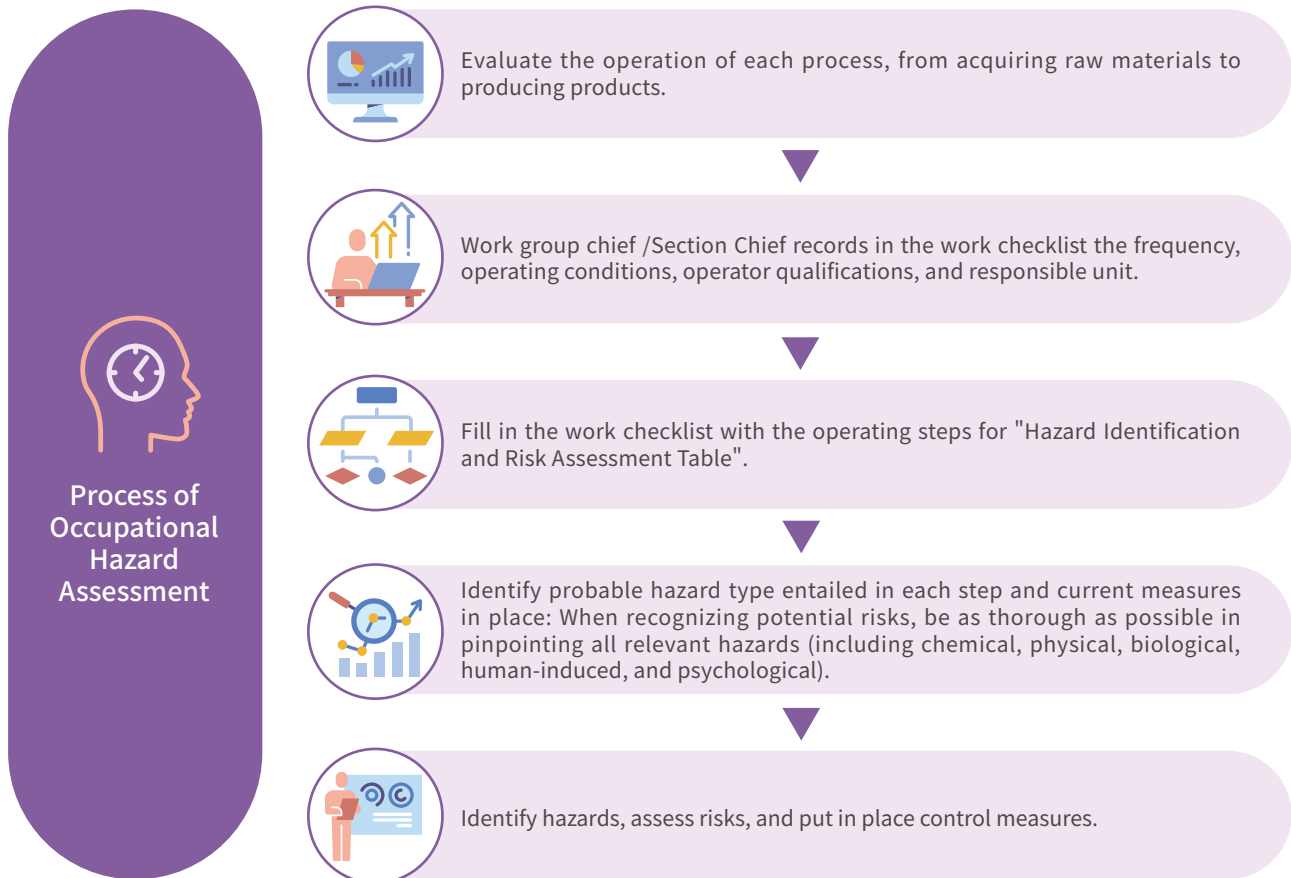 Process of
Occupational
Hazard
Assessment
Evaluate the operation of each process, from acquiring raw materials to
producing products.
Work group chief /Section Chief records in the work checklist the frequency,
operating conditions, operator qualifications, and responsible unit.
Fill in the work checklist with the operating steps for "Hazard Identification
and Risk Assessment Table".
Identify probable hazard type entailed in each step and current measures
in place: When recognizing potential risks, be as thorough as possible in
pinpointing all relevant hazards (including chemical, physical, biological,
human-induced, and psychological).
Identify hazards, assess risks, and put in place control measures.